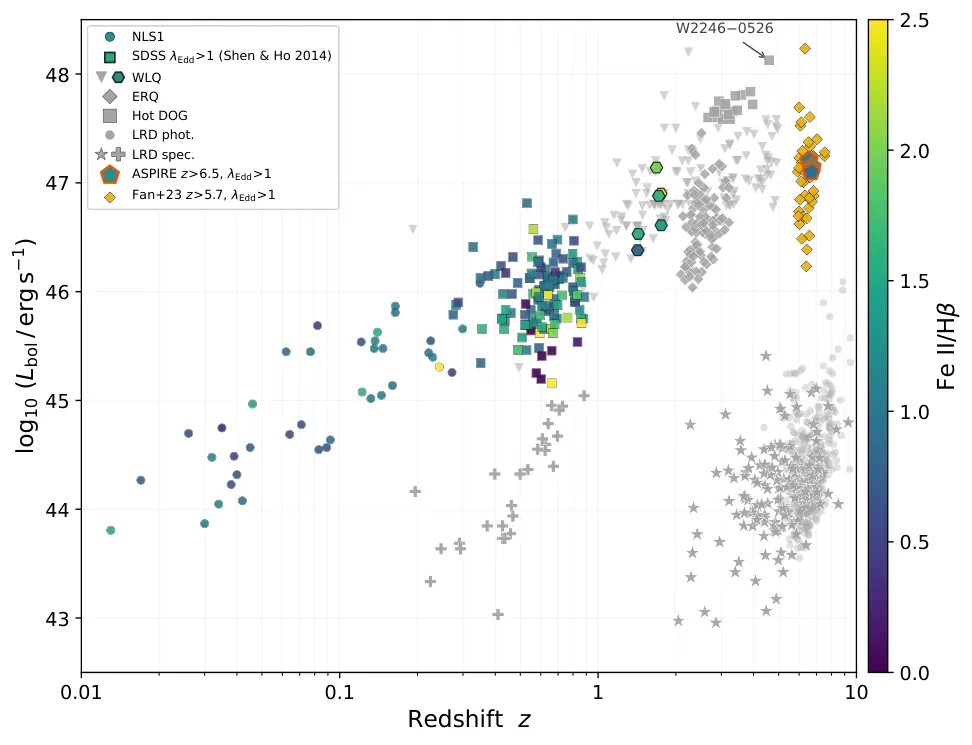 W2246−0526
NLS1
SDSS λEdd>1 (Shen & Ho 2014)
WLQ
ERQ
Hot DOG
LRD phot.
LRD spec.
ASPIRE z>6.5, λEdd>1
Fan+23 z>5.7, λEdd>1
48
47
46
45
44
43
log10 (Lbol / erg s−1)
0.01
0.1
1
10
Redshift z
2.5
2.0
1.5
1.0
0.5
0.0
Fe II/Hβ